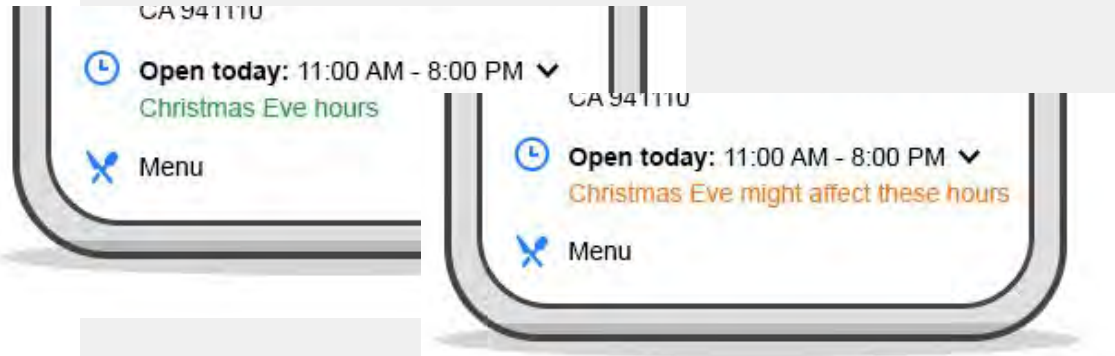 CA 941110
Open today: 11:00 AM - 8:00 PM
Christmas Eve hours
Menu
CA 941110
Open today: 11:00 AM - 8:00 PM
Christmas Eve might affect these hours
Menu